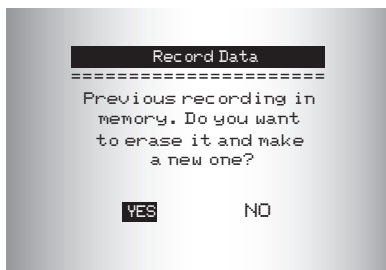 Record Data
======================
Previous recording in
memory. Do you want
to erase it and make
a new one?
YES NO